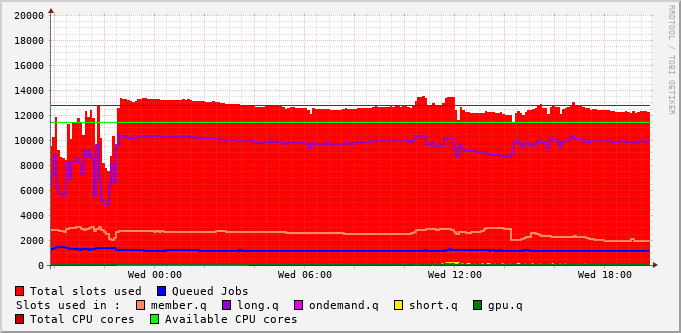 20000
18000
16000
14000
12000
10000
8000
6000
4000
2000
0
Wed 00:00 Wed 06:00 Wed 12:00 Wed 18:00
RRDTOOL / TOBI OETIKER
Total slots used Queued Jobs
Slots used in : member.q long.q ondemand.q short.q gpu.q
Total CPU cores Available CPU cores